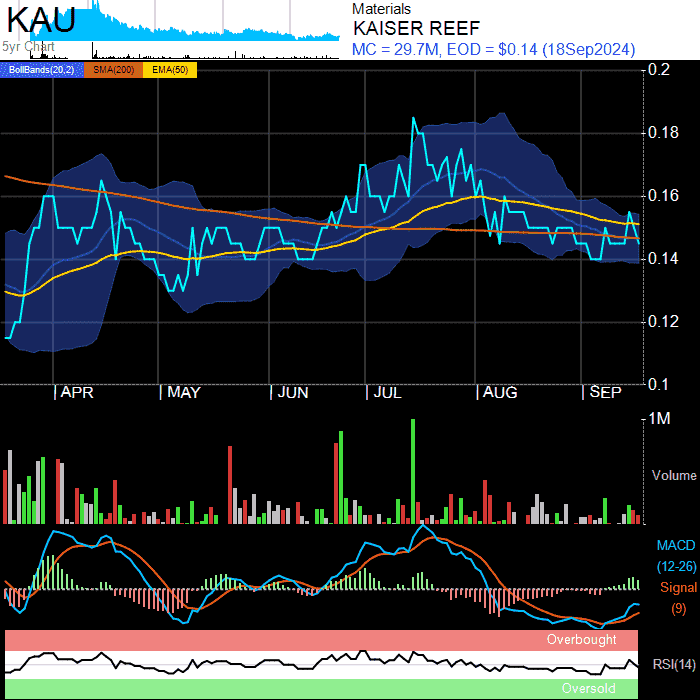 KAU
5yr Chart
Materials
KAISER REEF
MC = 29.7M, EOD = $0.14 (18Sep2024)
BollBands(20,2) SMA(200) EMA(50)
0.2
0.18
0.16
0.14
0.12
0.1
APR MAY JUN JUL AUG SEP
1M
Volume
MACD
(12-26)
Signal
(9)
Overbought
RSI(14)
Oversold